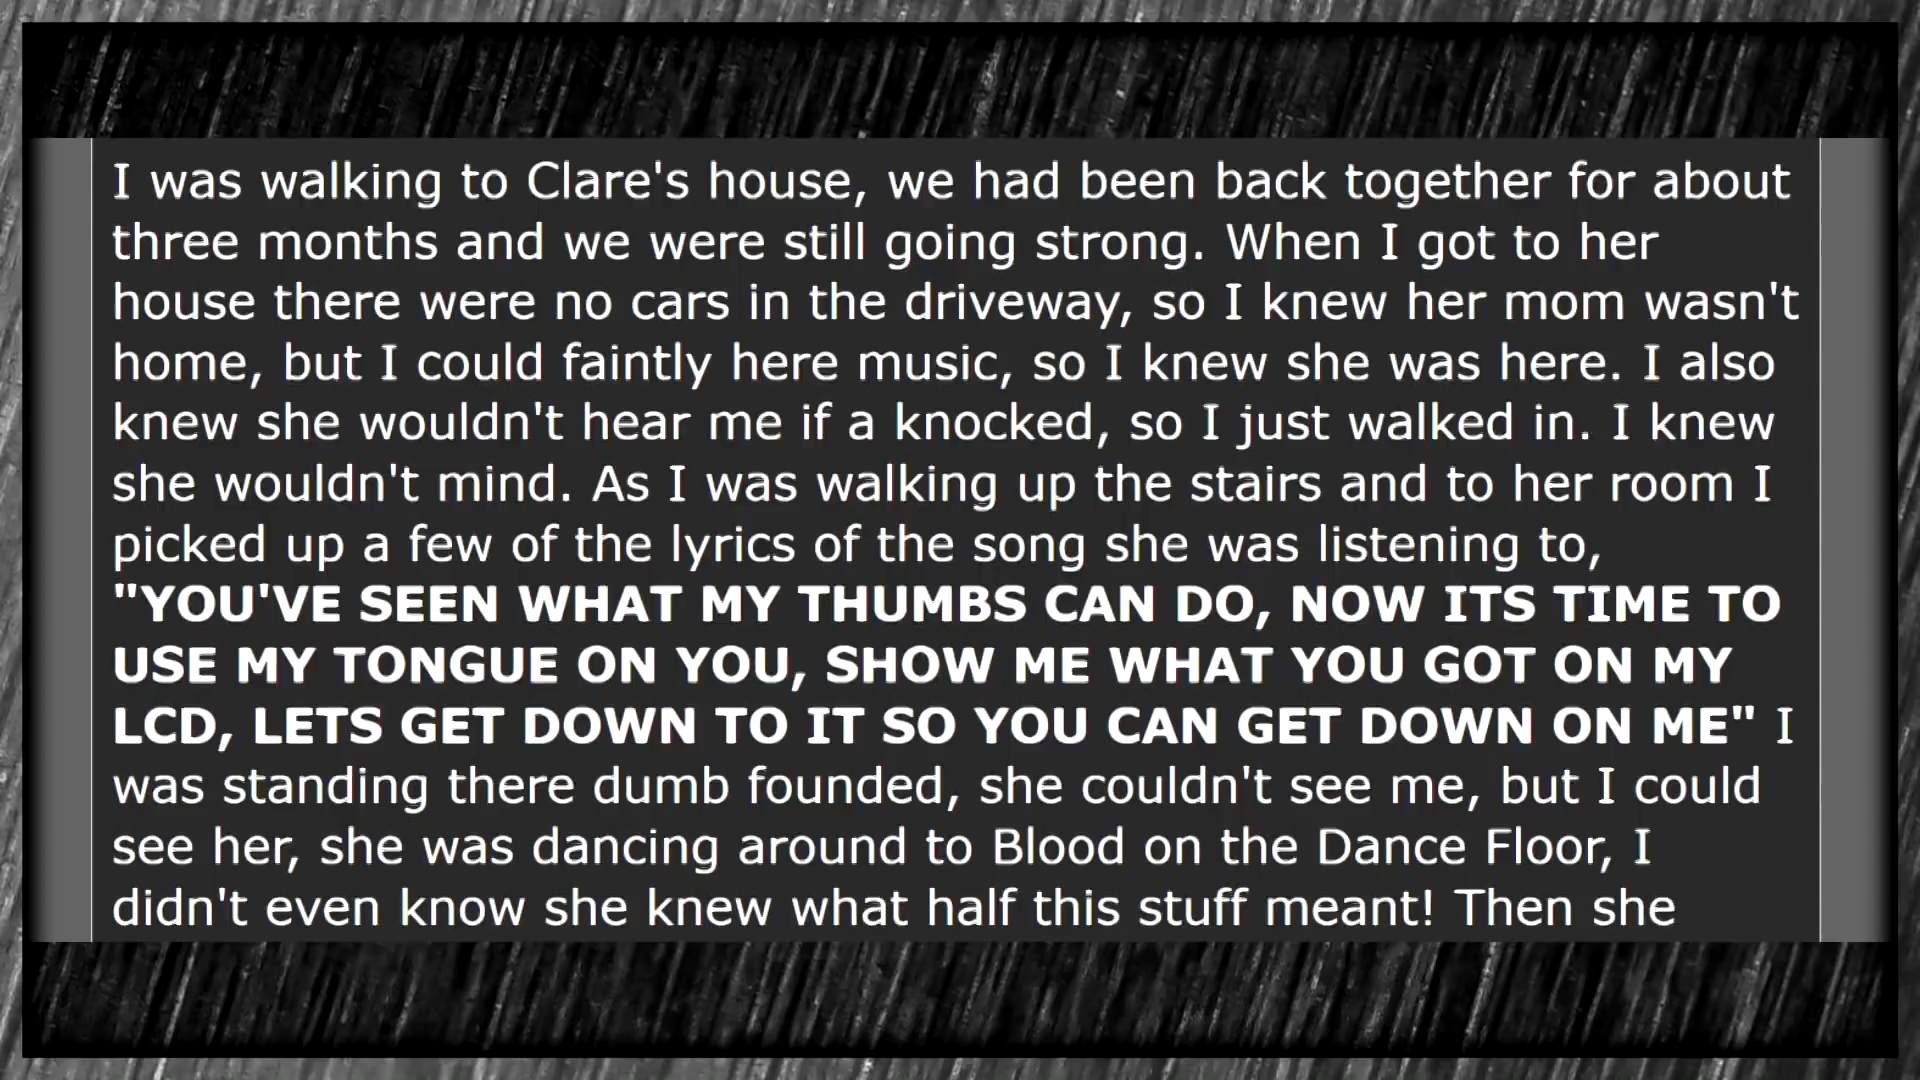 I was walking to Clare's house, we had been back together for about
three months and we were still going strong. When I got to her
house there were no cars in the driveway, so I knew her mom wasn't
home, but I could faintly here music, so I knew she was here. I also
knew she wouldn't hear me if a knocked, so I just walked in. I knew
she wouldn't mind. As I was walking up the stairs and to her room I
picked up a few of the lyrics of the song she was listening to,
"YOU'VE SEEN WHAT MY THUMBS CAN DO, NOW ITS TIME TO
USE MY TONGUE ON YOU, SHOW ME WHAT YOU GOT ON MY
LCD, LETS GET DOWN TO IT SO YOU CAN GET DOWN ON ME" I
was standing there dumb founded, she couldn't see me, but I could
see her, she was dancing around to Blood on the Dance Floor, I
didn't even know she knew what half this stuff meant! Then she